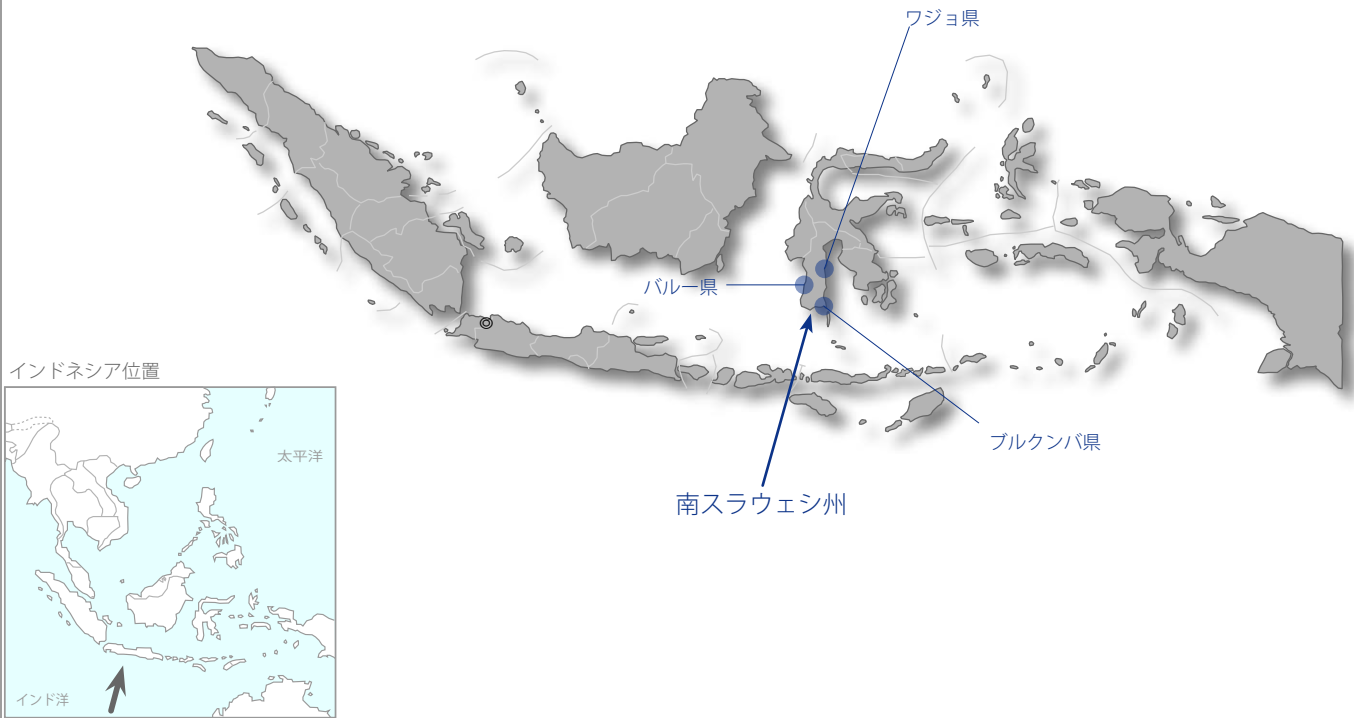 ワジョ県
バルー県
ブルクンバ県
南スラウェシ州
インドネシア位置
太平洋
インド洋